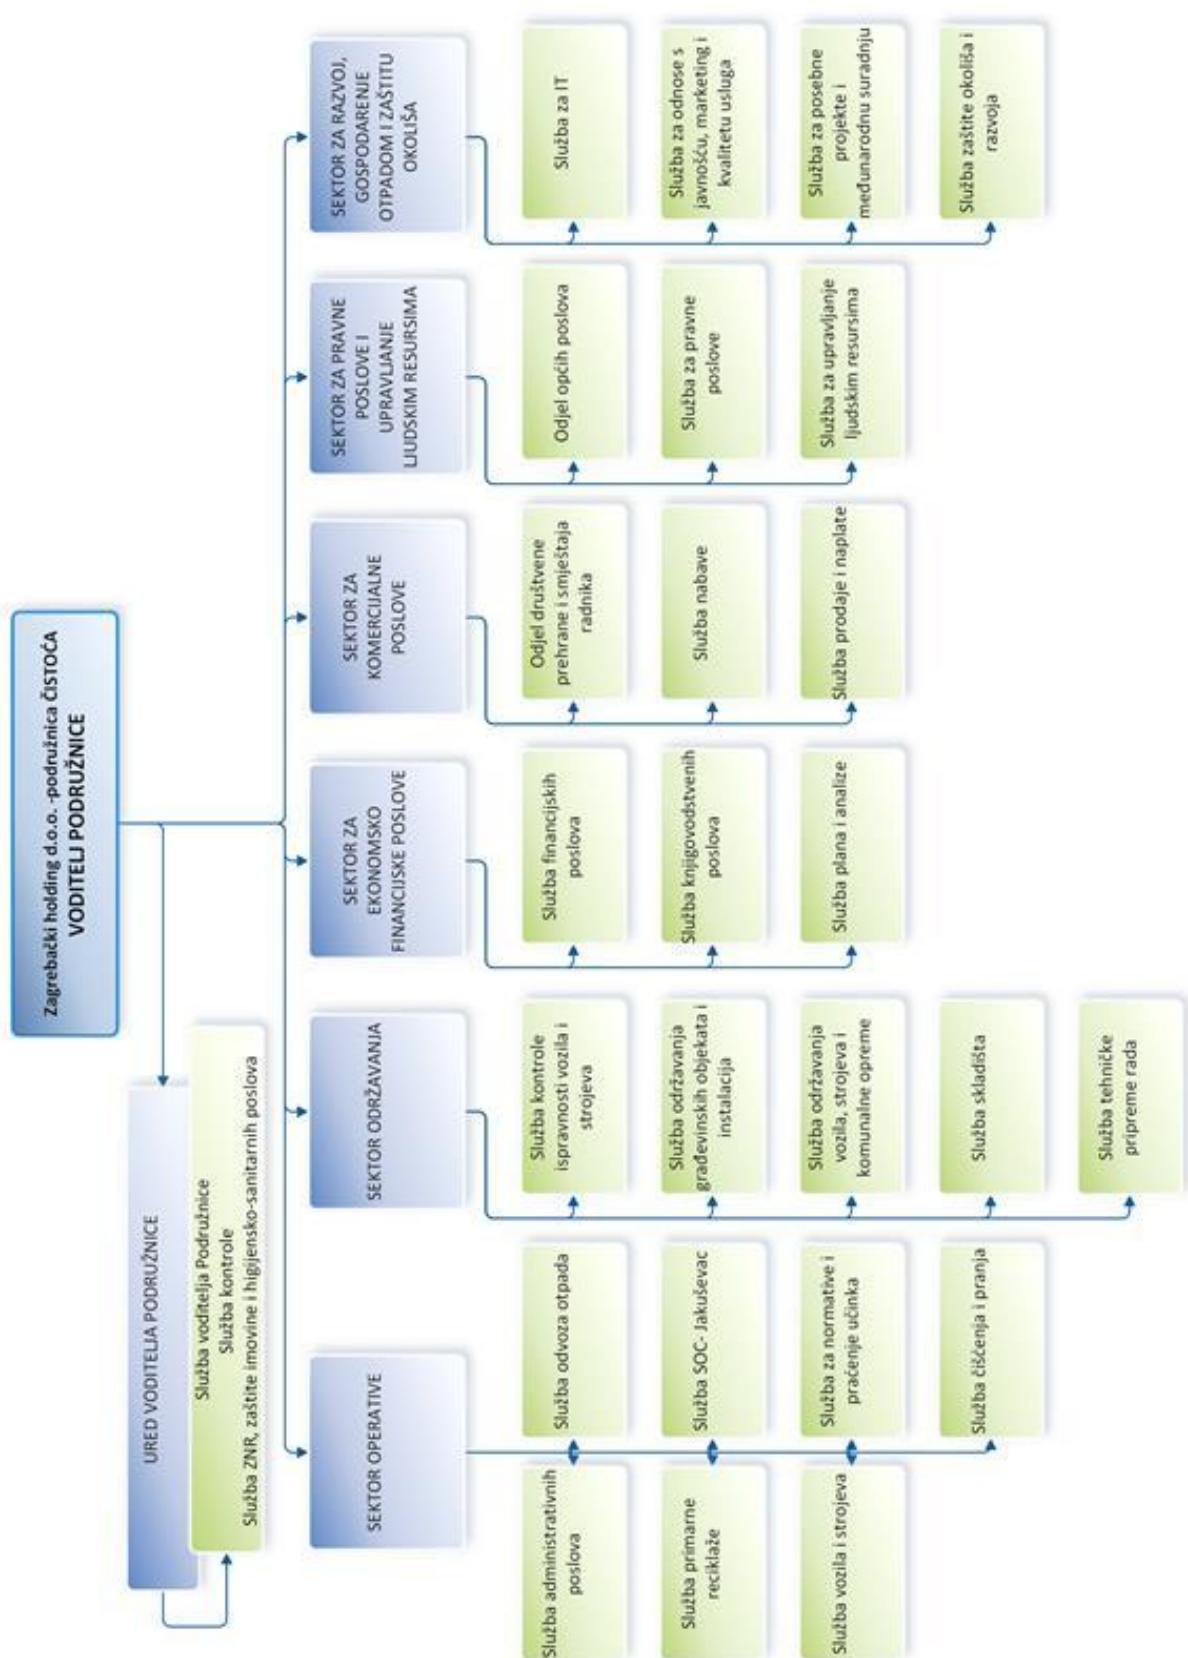 Zagrebački holding d.o.o. -podružnica ČISTOĆA
VODITELJ PODRUŽNICE
URED VODITELJA PODRUŽNICE
Služba voditelja Podružnice
Služba kontrole
Služba ZNR, zaštite imovine i higijensko-sanitarnih poslova
SEKTOR OPERATIVE
Služba administrativnih
poslova
Služba primarne
reciklaže
Služba vozila i strojeva
Služba odvoza otpada
Služba SOC- Jakuševac
Služba za normative i
praćenje učinka
Služba čišćenja i pranja
SEKTOR ODRŽAVANJA
Služba kontrole
ispravnosti vozila i
strojeva
Služba održavanja
građevinskih objekata i
instalacija
Služba održavanja
vozila, strojeva i
komunalne opreme
Služba skladišta
Služba tehničke
pripreme rada
SEKTOR ZA
EKONOMSKO
FINANCIJSKE POSLOVE
Služba financijskih
poslova
Služba knjigovodstvenih
poslova
Služba plana i analize
SEKTOR ZA
KOMERCIJALNE
POSLOVE
Odjel društvene
prehrane i smještaja
radnika
Služba nabave
Služba prodaje i naplate
SEKTOR ZA PRAVNE
POSLOVE I
UPRAVLJANJE
LJUDSKIM RESURSIMA
Odjel općih poslova
Služba za pravne
poslove
Služba za upravljanje
ljudskim resursima
SEKTOR ZA RAZVOJ,
GOSPODARENJE
OTPADOM I ZAŠTITU
OKOLIŠA
Služba za IT
Služba za odnose s
javnošću, marketing i
kvalitetu usluga
Služba za posebne
projekte i
međunarodnu suradnju
Služba zaštite okoliša i
razvoja